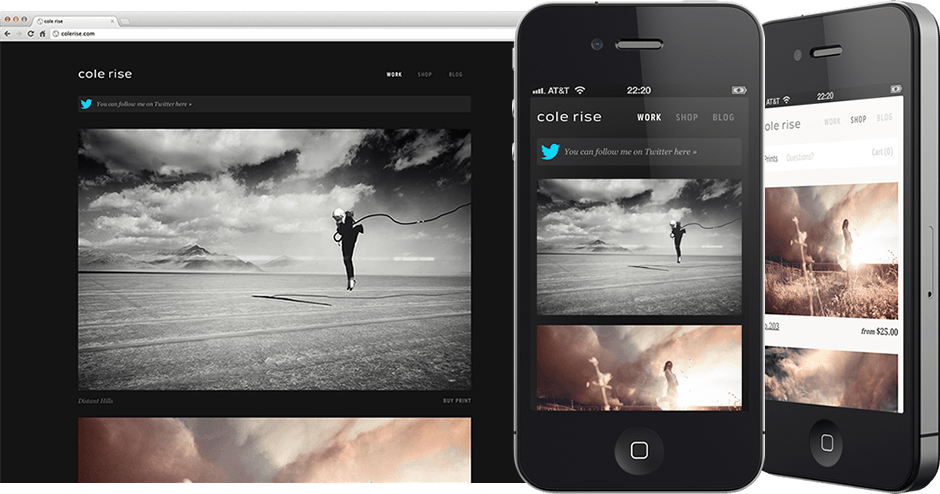 cole rise
colerise.com
cole rise
WORK SHOP BLOG
You can follow me on Twitter here »
Distant Hills
BUY PRINT
AT&T 22:20
cole rise WORK SHOP BLOG
You can follow me on Twitter here »
AT&T 22:20
cole rise WORK SHOP BLOG
Prints Questions? Cart (0)
o.203
from $25.00